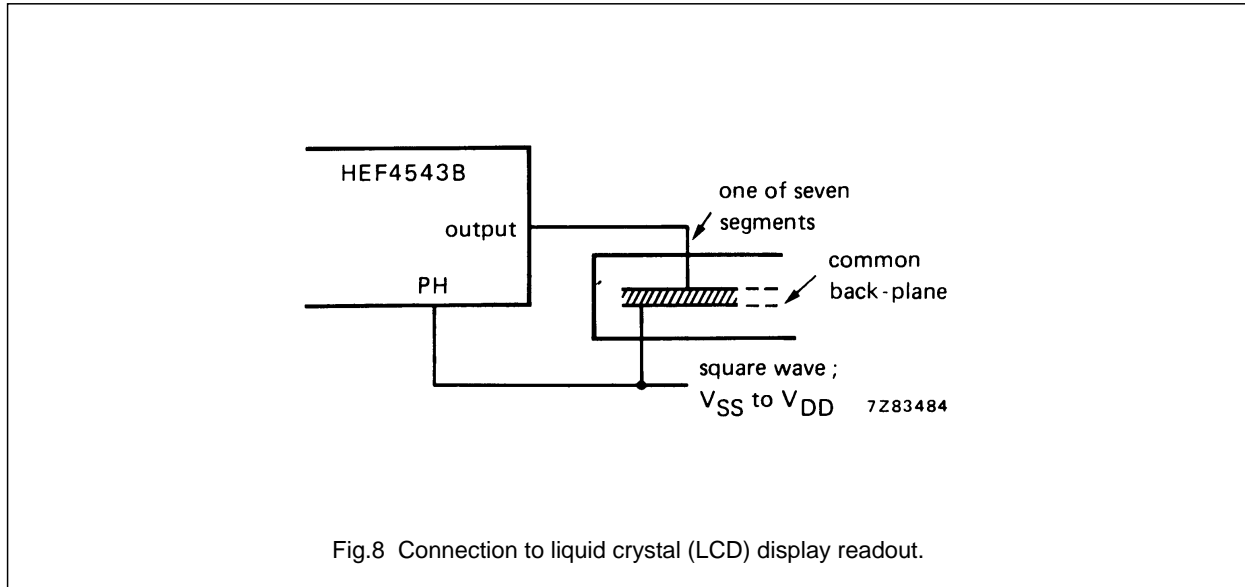 HEF4543B
output
PH
one of seven
segments
common
back-plane
square wave;
VSS to VDD
7Z83484
Fig.8 Connection to liquid crystal (LCD) display readout.